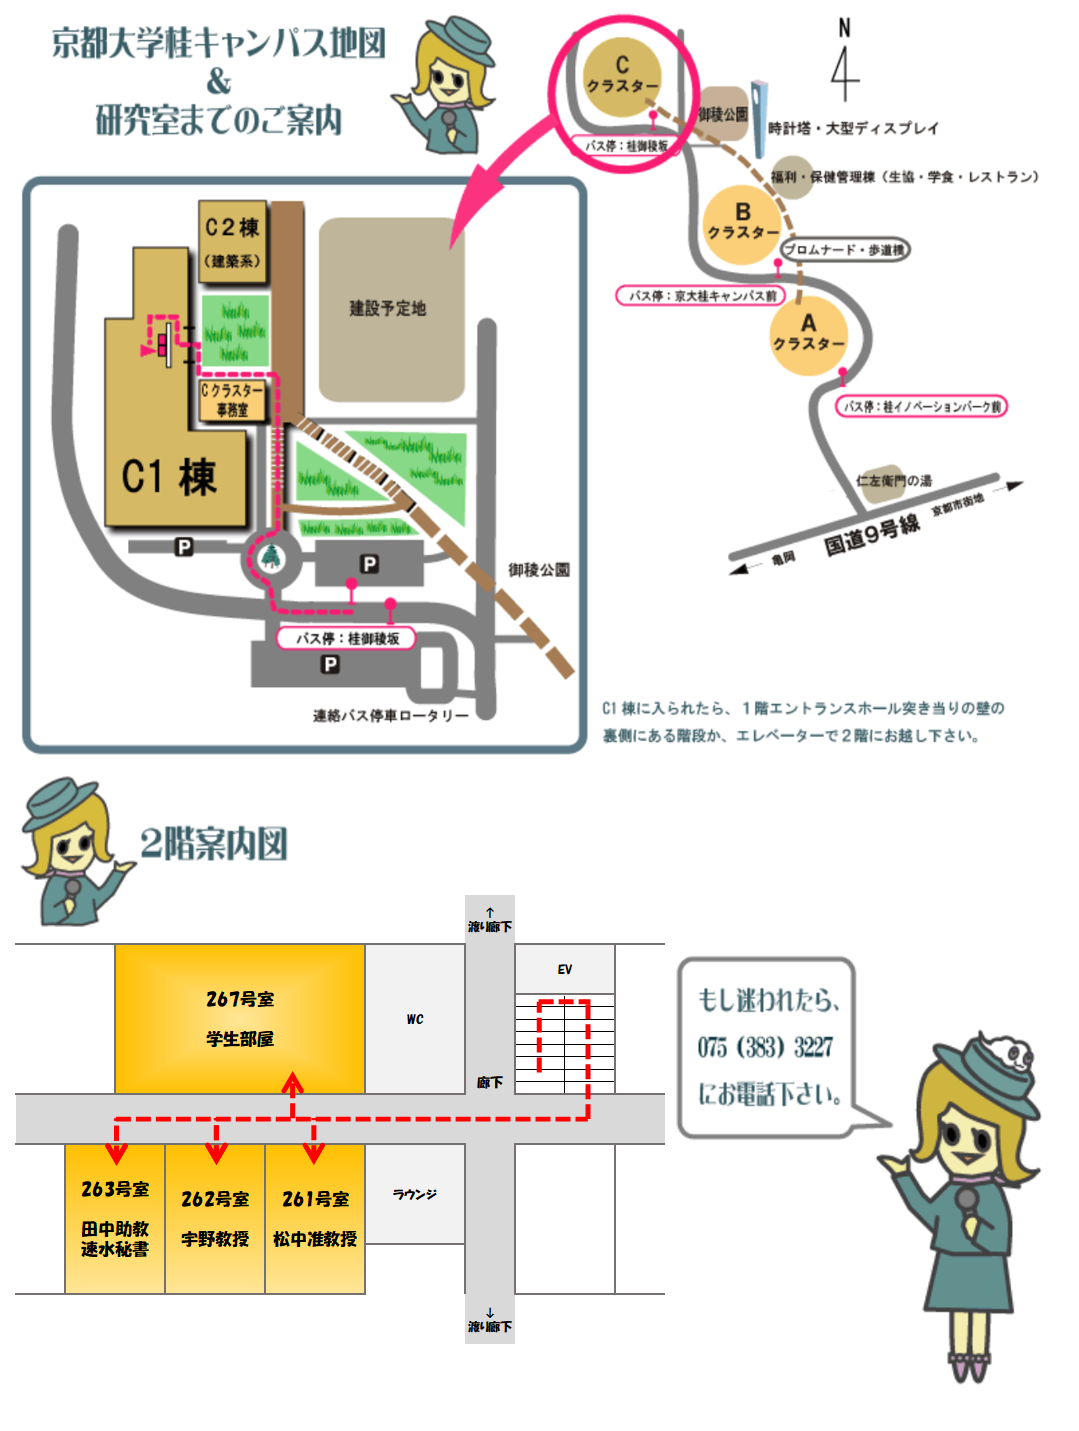 京都大学桂キャンパス地図
&
研究室までのご案内
N
C
クラスター
御稜公園
時計塔・大型ディスプレイ
バス停：桂御稜坂
福利・保健管理棟（生協・学食・レストラン）
B
クラスター
プロムナード・歩道橋
バス停：京大桂キャンパス前
A
クラスター
バス停：桂イノベーションパーク前
仁左衛門の湯
京都市街地
国道9号線
亀岡
C2棟
（建築系）
建設予定地
Cクラスター
事務室
C1棟
P
P
御稜公園
バス停：桂御稜坂
P
連絡バス停車ロータリー
C1棟に入られたら、１階エントランスホール突き当りの壁の
裏側にある階段か、エレベーターで２階にお越し下さい。
2階案内図
↑
渡り廊下
EV
267号室
学生部屋
WC
廊下
263号室
田中助教
速水秘書
262号室
宇野教授
261号室
松中准教授
ラウンジ
↓
渡り廊下
もし迷われたら、
075（383）3227
にお電話下さい。